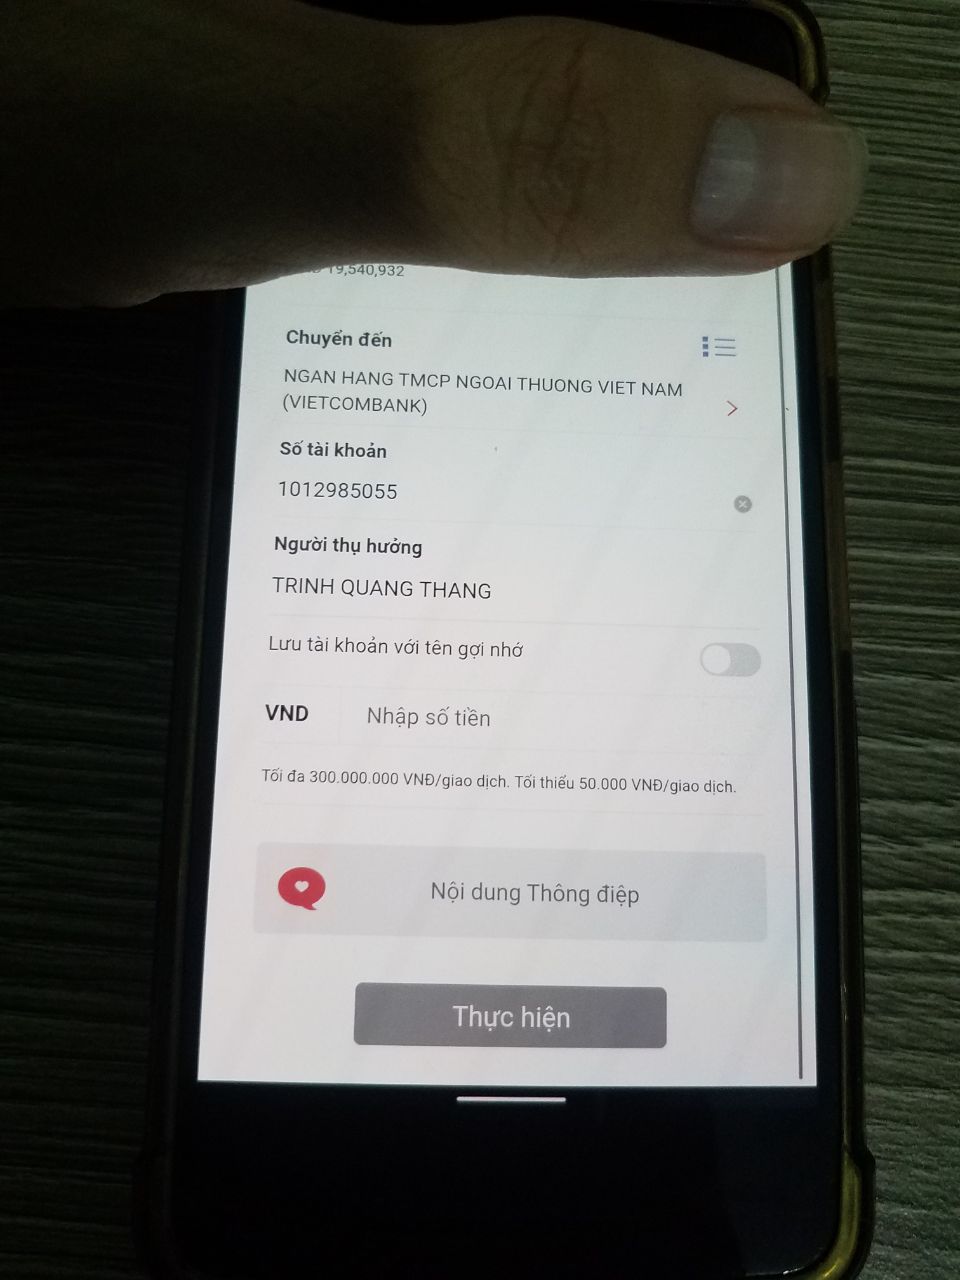 19,540,932
Chuyển đến
NGAN HANG TMCP NGOAI THUONG VIET NAM
(VIETCOMBANK)
Số tài khoản
1012985055
Người thụ hưởng
TRINH QUANG THANG
Lưu tài khoản với tên gợi nhớ
VND Nhập số tiền
Tối đa 300.000.000 VNĐ/giao dịch. Tối thiểu 50.000 VNĐ/giao dịch.
Nội dung Thông điệp
Thực hiện